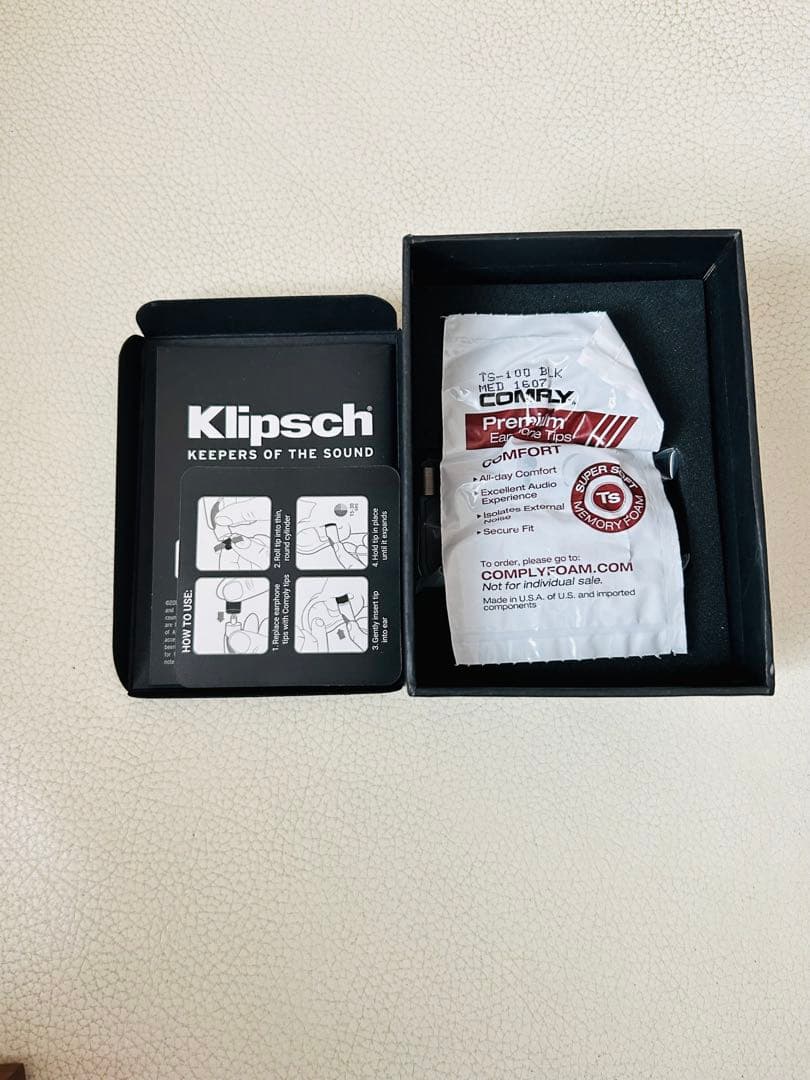 Klipsch®
KEEPERS OF THE SOUND
HOW TO USE:
1. Replace earphone
tips with Comply tips
2. Roll tip into thin,
round cylinder
3. Gently insert tip
into ear
4. Hold tip in place
until it expands
TS-100 BLK
MED 1607
COMPLY
Premium
Earphone Tips
COMFORT
All-day Comfort
Excellent Audio
Experience
Isolates External
Noise
Secure Fit
SUPER SOFT
Ts
MEMORY FOAM
To order, please go to:
COMPLYFOAM.COM
Not for individual sale.
Made in U.S.A. of U.S. and imported
components